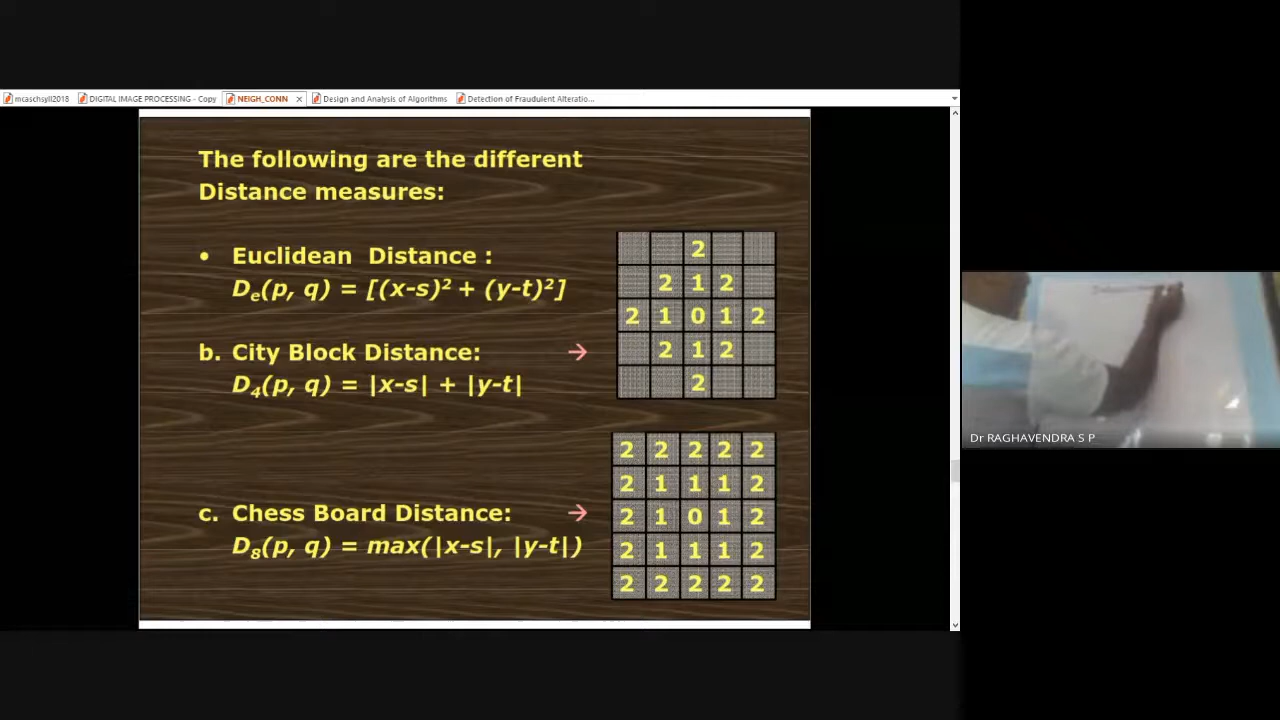 mcaschsyll2018
DIGITAL IMAGE PROCESSING - Copy
NEIGH_CONN
Design and Analysis of Algorithms
Detection of Fraudulent Alteratio...
The following are the different
Distance measures:
• Euclidean Distance :
Dₑ(p, q) = [(x-s)² + (y-t)²]
b. City Block Distance: →
D₄(p, q) = |x-s| + |y-t|
2
2 1 2
2 1 0 1 2
2 1 2
2
c. Chess Board Distance: →
D₈(p, q) = max(|x-s|, |y-t|)
2 2 2 2 2
2 1 1 1 2
2 1 0 1 2
2 1 1 1 2
2 2 2 2 2
Dr RAGHAVENDRA S P